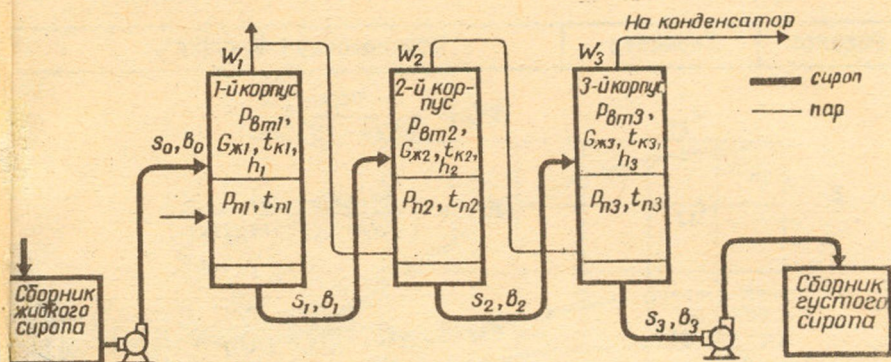 На конденсатор
W₁
W₂
W₃
сироп
пар
1-й корпус
Pвт1,
Gж1, tк1,
h₁
Pп1, tп1
2-й кор-
пус
Pвт2,
Gж2, tк2,
h₂
Pп2, tп2
3-й корпус
Pвт3,
Gж3, tк3,
h₃
Pп3, tп3
s₀, в₀
s₁, в₁
s₂, в₂
s₃, в₃
Сборник
жидкого
сиропа
Сборник
густого
сиропа